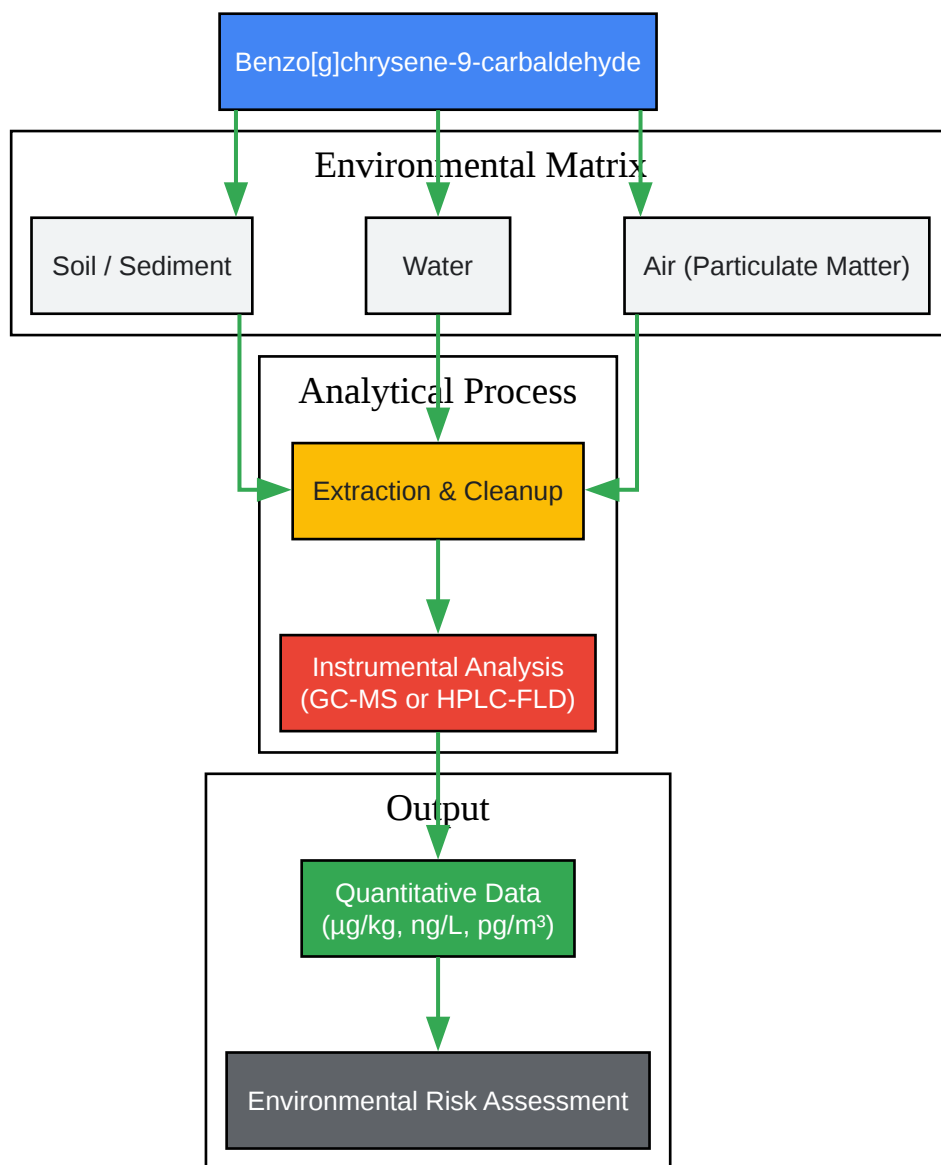 Benzo[g]chrysene-9-carbaldehyde
Environmental Matrix
Soil / Sediment
Water
Air (Particulate Matter)
Analytical Process
Extraction & Cleanup
Instrumental Analysis
(GC-MS or HPLC-FLD)
Output
Quantitative Data
(µg/kg, ng/L, pg/m³)
Environmental Risk Assessment